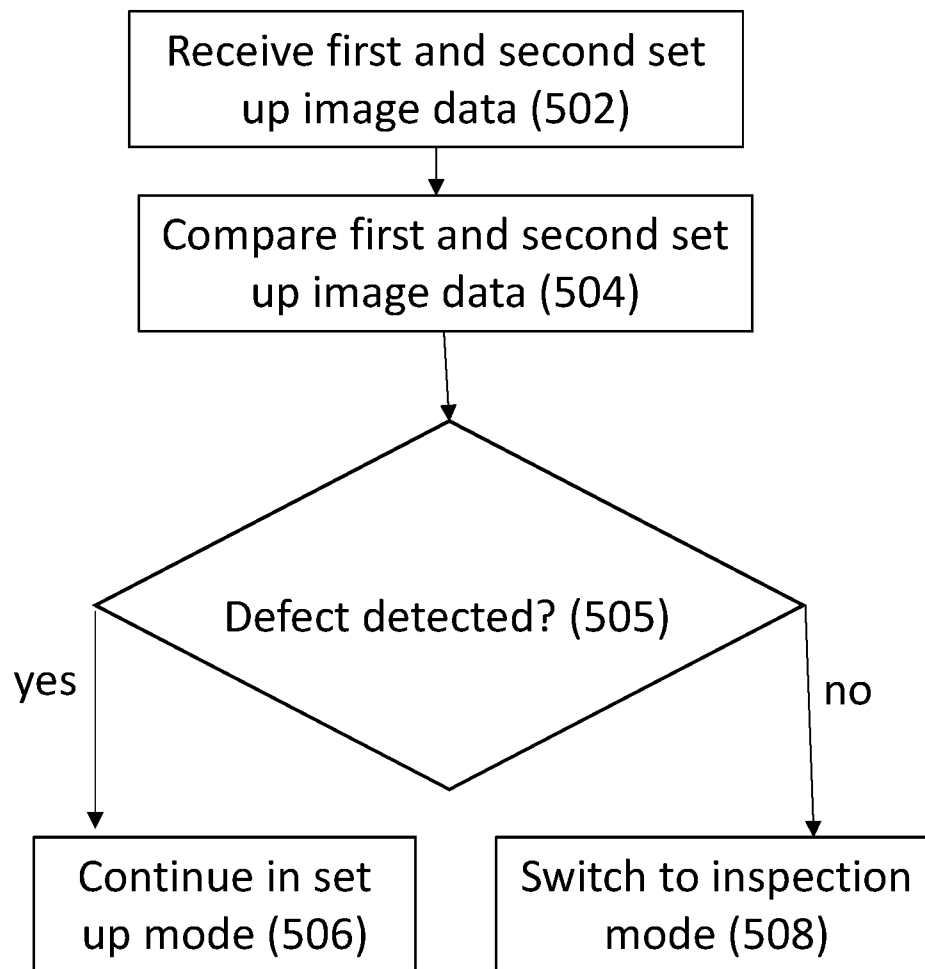 Receive first and second set
up image data (502)
Compare first and second set
up image data (504)
Defect detected? (505)
yes
no
Continue in set
up mode (506)
Switch to inspection
mode (508)